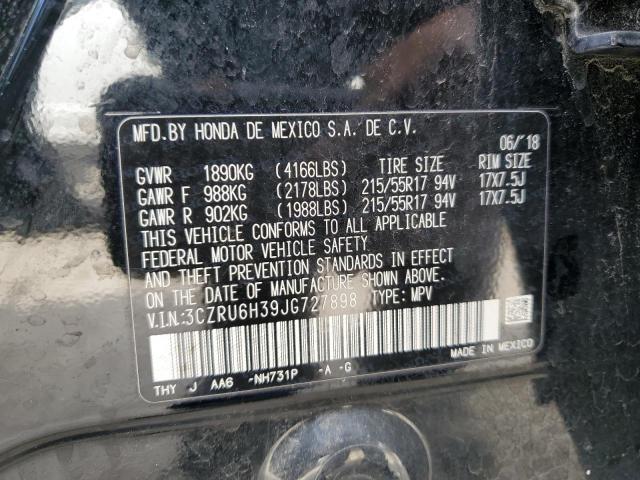 MFD.BY HONDA DE MEXICO S.A. DE C.V.
06/'18
GVWR 1890KG (4166LBS) TIRE SIZE RIM SIZE
GAWR F 988KG (2178LBS) 215/55R17 94V 17X7.5J
GAWR R 902KG (1988LBS) 215/55R17 94V 17X7.5J
THIS VEHICLE CONFORMS TO ALL APPLICABLE
FEDERAL MOTOR VEHICLE SAFETY
AND THEFT PREVENTION STANDARDS IN EFFECT
ON THE DATE OF MANUFACTURE SHOWN ABOVE.
V.I.N.:3CZRU6H39JG727898 TYPE: MPV
MADE IN MEXICO
THY J AA6 -NH731P -A -G